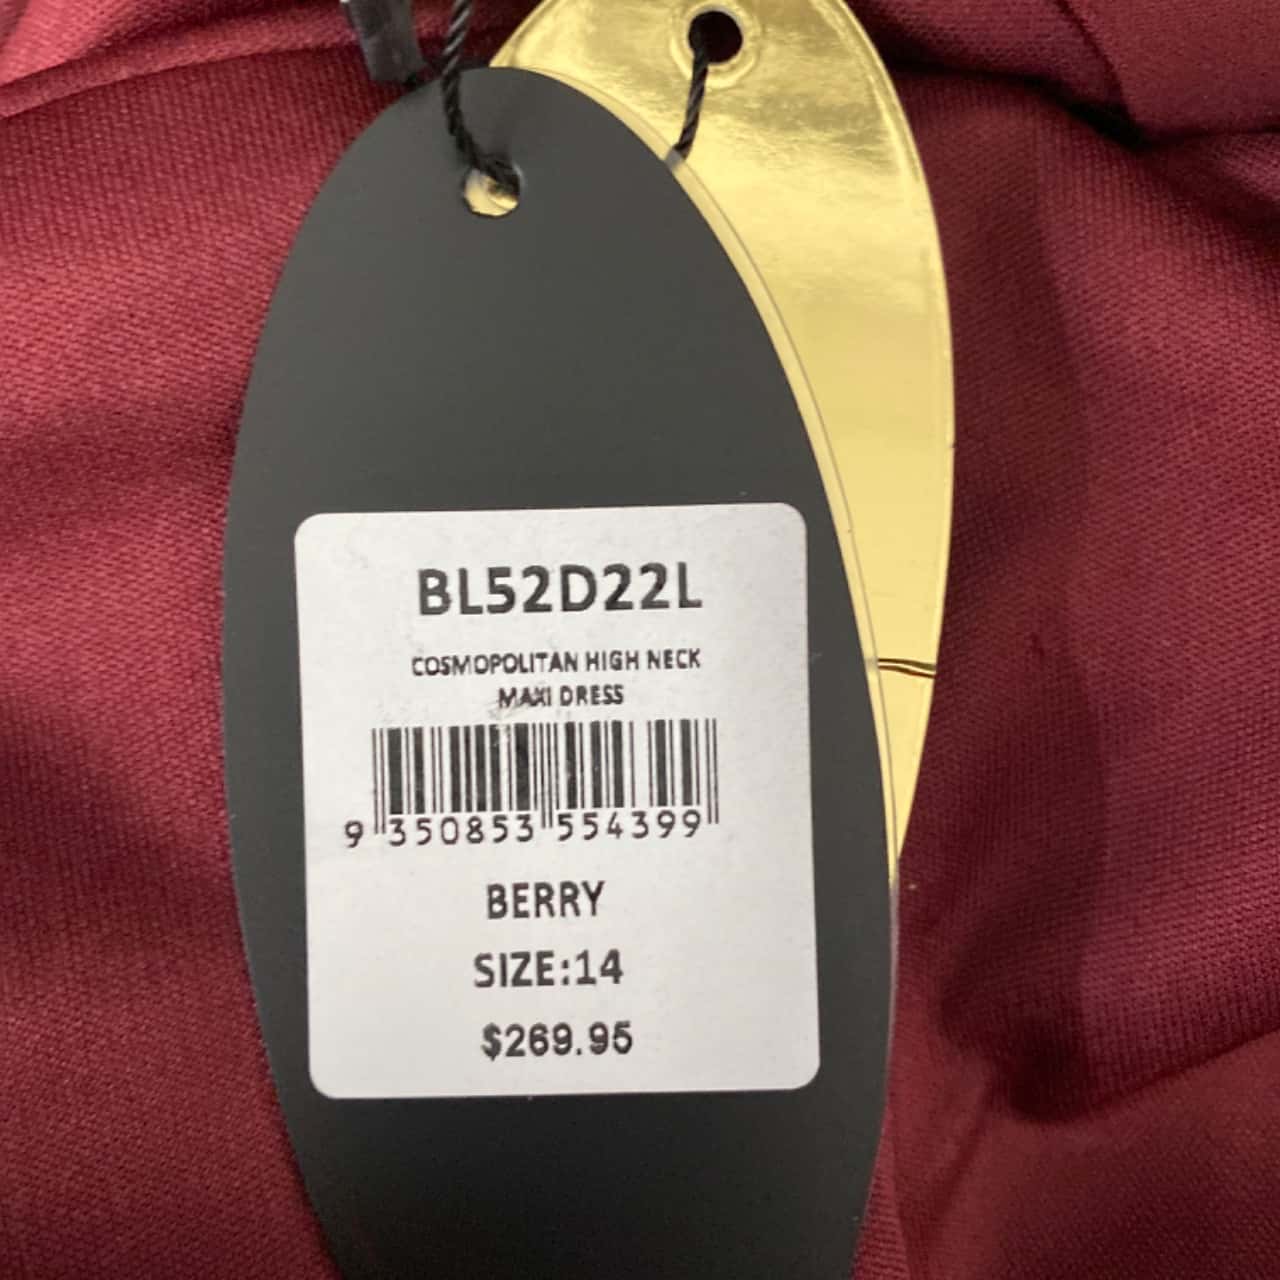 BL52D22L
COSMOPOLITAN HIGH NECK
MAXI DRESS
9 350853 554399
BERRY
SIZE:14
$269.95